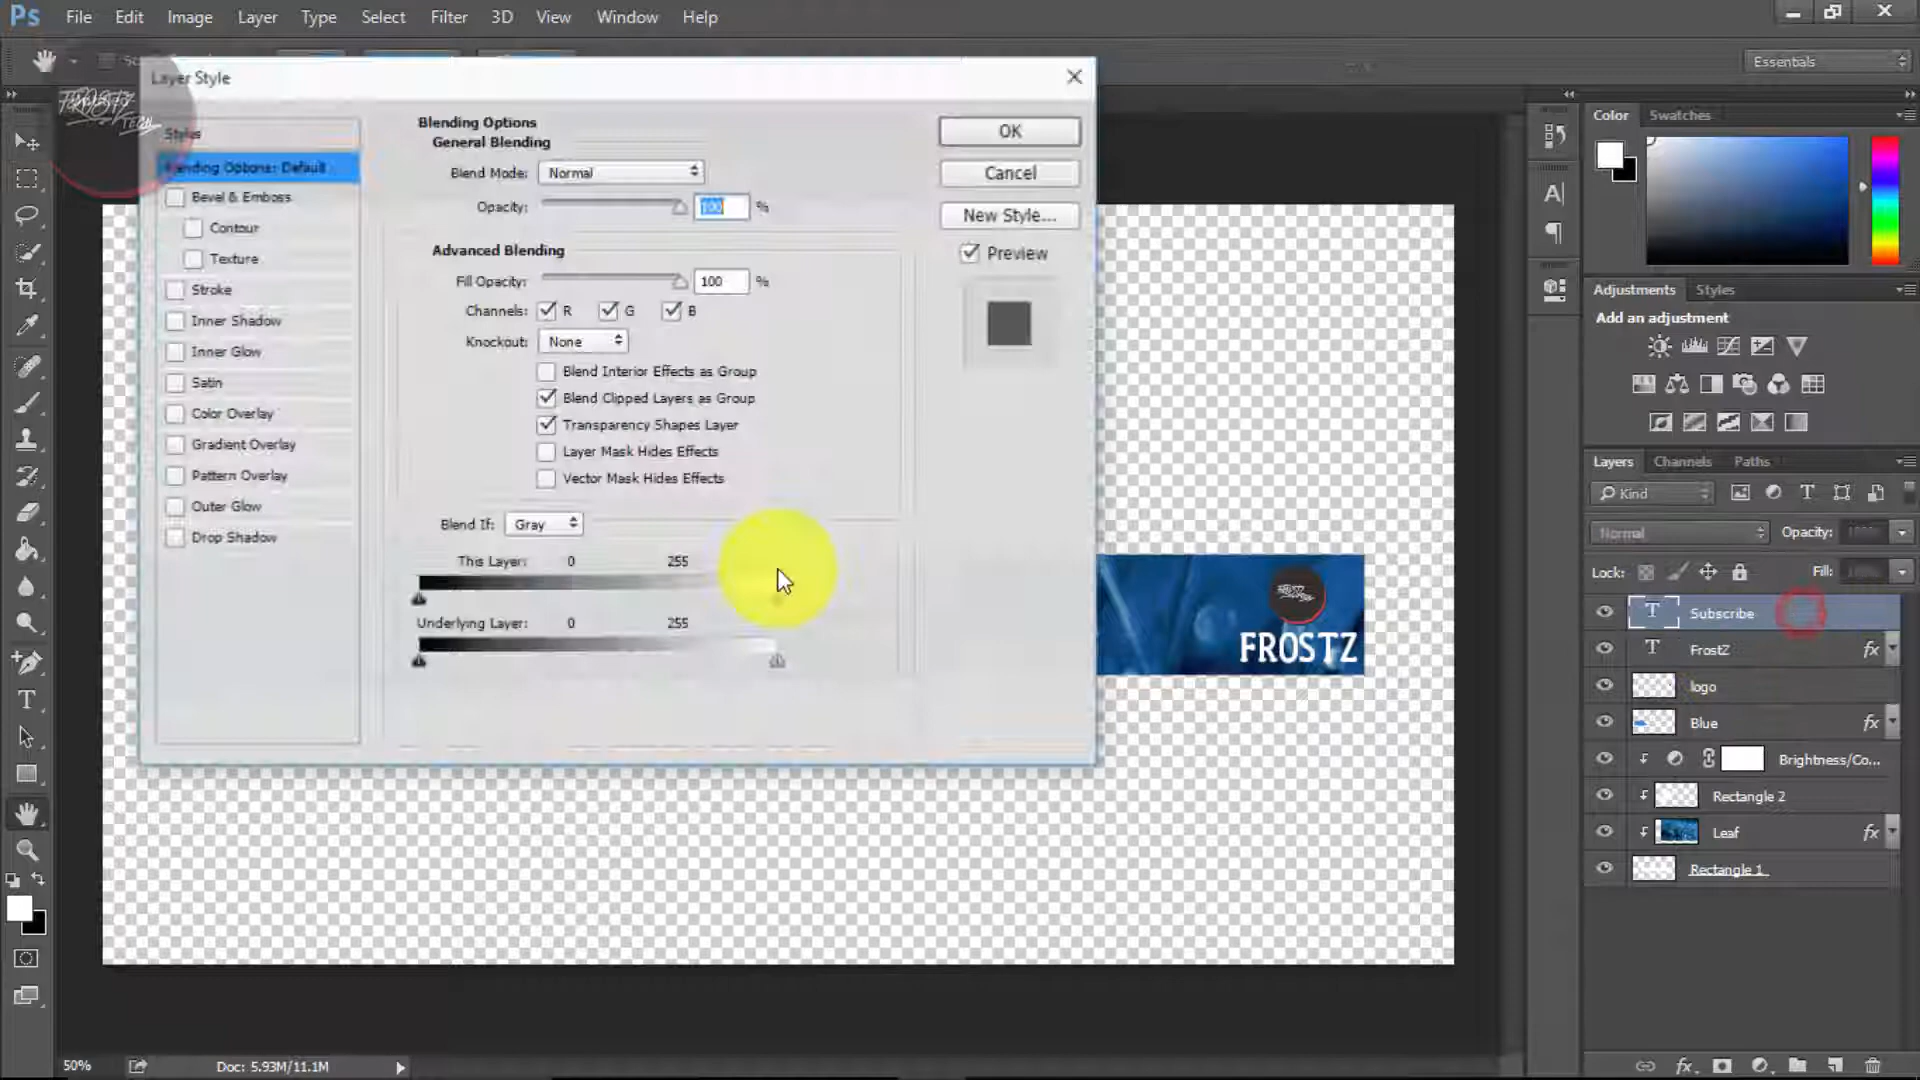 Ps File Edit Image Layer Type Select Filter 3D View Window Help
Essentials
Layer Style
FROSTZ
TECH
Styles
Blending Options: Default
Bevel & Emboss
Contour
Texture
Stroke
Inner Shadow
Inner Glow
Satin
Color Overlay
Gradient Overlay
Pattern Overlay
Outer Glow
Drop Shadow
Blending Options
General Blending
Blend Mode: Normal
Opacity: 100 %
Advanced Blending
Fill Opacity: 100 %
Channels: R G B
Knockout: None
Blend Interior Effects as Group
Blend Clipped Layers as Group
Transparency Shapes Layer
Layer Mask Hides Effects
Vector Mask Hides Effects
Blend If: Gray
This Layer: 0 255
Underlying Layer: 0 255
OK
Cancel
New Style...
Preview
FROSTZ
Color Swatches
Adjustments Styles
Add an adjustment
Layers Channels Paths
Kind
Normal Opacity:
Lock: Fill:
T Subscribe
T FrostZ fx
logo
Blue fx
Brightness/Co...
Rectangle 2
Leaf fx
Rectangle 1
50% Doc: 5.93M/11.1M